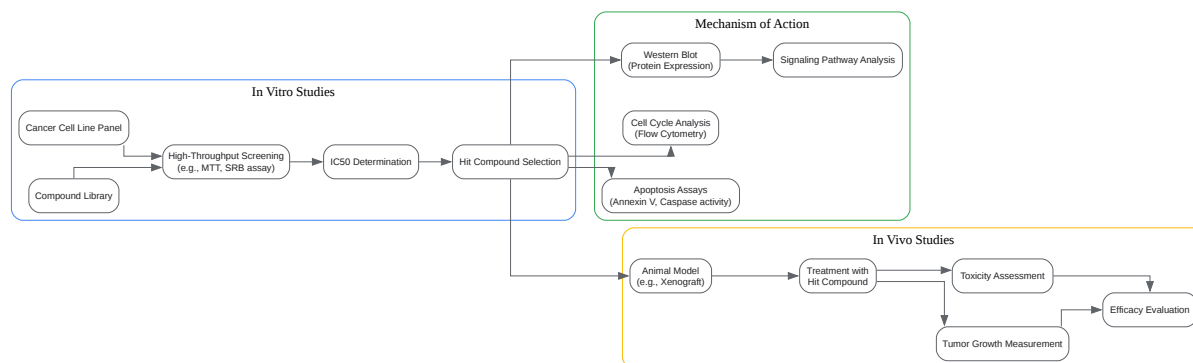 Mechanism of Action
Western Blot
(Protein Expression)
Signaling Pathway Analysis
In Vitro Studies
Cancer Cell Line Panel
Cell Cycle Analysis
(Flow Cytometry)
High-Throughput Screening
(e.g., MTT, SRB assay)
IC50 Determination
Hit Compound Selection
Compound Library
Apoptosis Assays
(Annexin V, Caspase activity)
In Vivo Studies
Animal Model
(e.g., Xenograft)
Treatment with
Hit Compound
Toxicity Assessment
Efficacy Evaluation
Tumor Growth Measurement